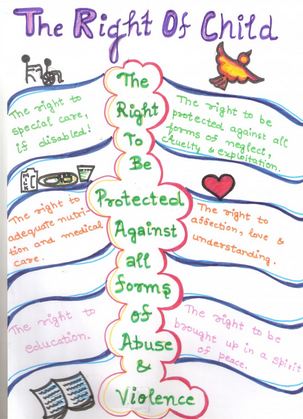 The Right Of Child
The
Right
To
Be
Protected
Against
all
forms
of
Abuse
&
Violence
The right to
special care,
if disabled!
The right to be
protected against all
forms of neglect,
cruelty & exploitation.
The right to
adequate nutri-
tion and medical
care.
The right to
affection, love &
understanding.
The right to
education.
The right to be
brought up in a spirit
of peace.